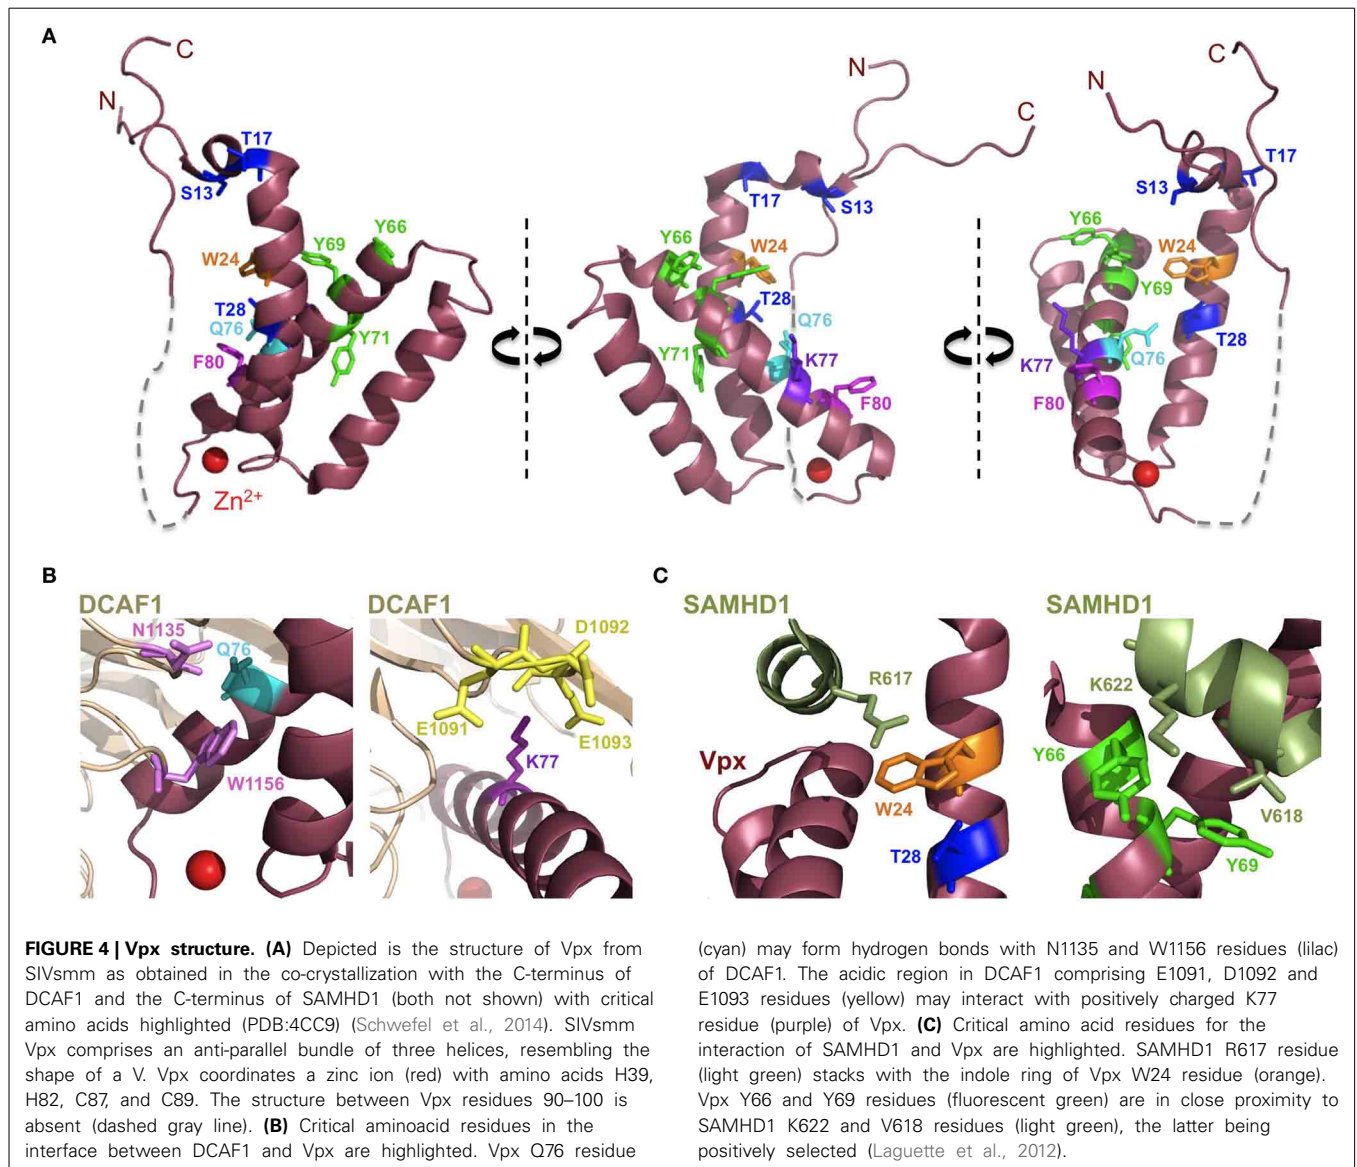 A
C
N
T17
S13
W24
Y69
Y66
T28
Q76
Y71
F80
Zn2+
N
C
T17
S13
Y66
W24
T28
Q76
Y71
K77
F80
C
N
T17
S13
Y66
W24
Y69
T28
Q76
K77
F80
B
DCAF1
N1135
Q76
W1156
DCAF1
D1092
E1091
E1093
K77
C
SAMHD1
R617
Vpx
W24
T28
SAMHD1
K622
Y66
V618
Y69
FIGURE 4 | Vpx structure. (A) Depicted is the structure of Vpx from
SIVsmm as obtained in the co-crystallization with the C-terminus of
DCAF1 and the C-terminus of SAMHD1 (both not shown) with critical
amino acids highlighted (PDB:4CC9) (Schwefel et al., 2014). SIVsmm
Vpx comprises an anti-parallel bundle of three helices, resembling the
shape of a V. Vpx coordinates a zinc ion (red) with amino acids H39,
H82, C87, and C89. The structure between Vpx residues 90–100 is
absent (dashed gray line). (B) Critical aminoacid residues in the
interface between DCAF1 and Vpx are highlighted. Vpx Q76 residue
(cyan) may form hydrogen bonds with N1135 and W1156 residues (lilac)
of DCAF1. The acidic region in DCAF1 comprising E1091, D1092 and
E1093 residues (yellow) may interact with positively charged K77
residue (purple) of Vpx. (C) Critical amino acid residues for the
interaction of SAMHD1 and Vpx are highlighted. SAMHD1 R617 residue
(light green) stacks with the indole ring of Vpx W24 residue (orange).
Vpx Y66 and Y69 residues (fluorescent green) are in close proximity to
SAMHD1 K622 and V618 residues (light green), the latter being
positively selected (Laguette et al., 2012).